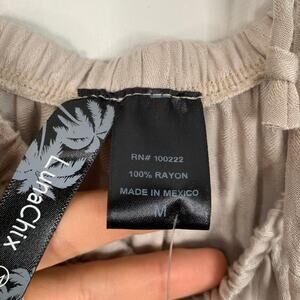 RN# 100222
100% RAYON
MADE IN MEXICO
M
LunaChix